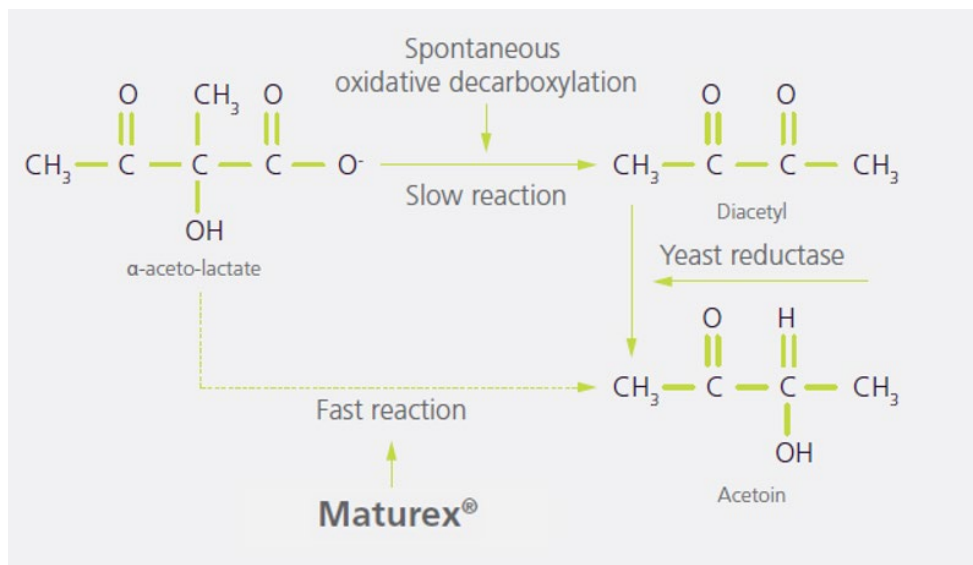 Spontaneous
oxidative decarboxylation
O CH₃ O
CH₃ C C C O⁻
OH
α-aceto-lactate
Slow reaction
O O
CH₃ C C CH₃
Diacetyl
Yeast reductase
O H
CH₃ C C CH₃
OH
Acetoin
Fast reaction
Maturex®